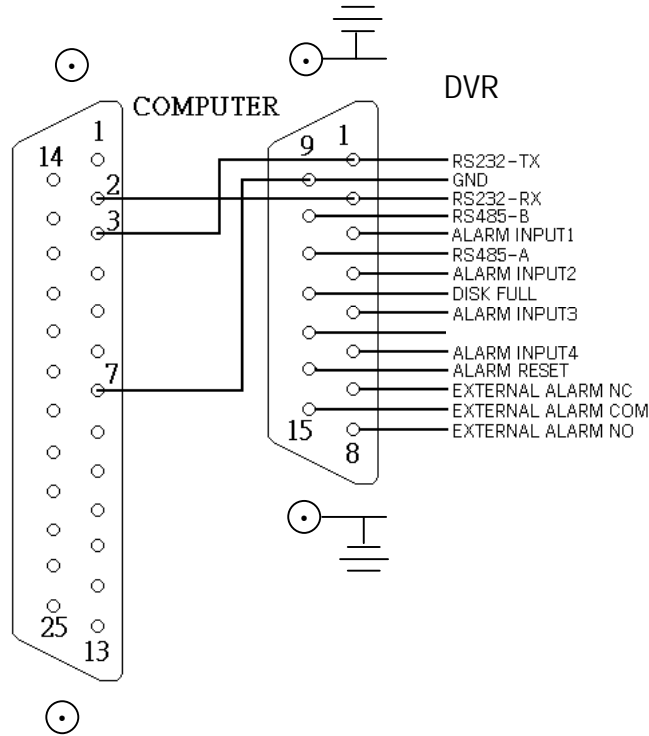 DVR
COMPUTER
1
14
2
3
7
25
13
9
1
15
8
RS232-TX
GND
RS232-RX
RS485-B
ALARM INPUT1
RS485-A
ALARM INPUT2
DISK FULL
ALARM INPUT3
ALARM INPUT4
ALARM RESET
EXTERNAL ALARM NC
EXTERNAL ALARM COM
EXTERNAL ALARM NO